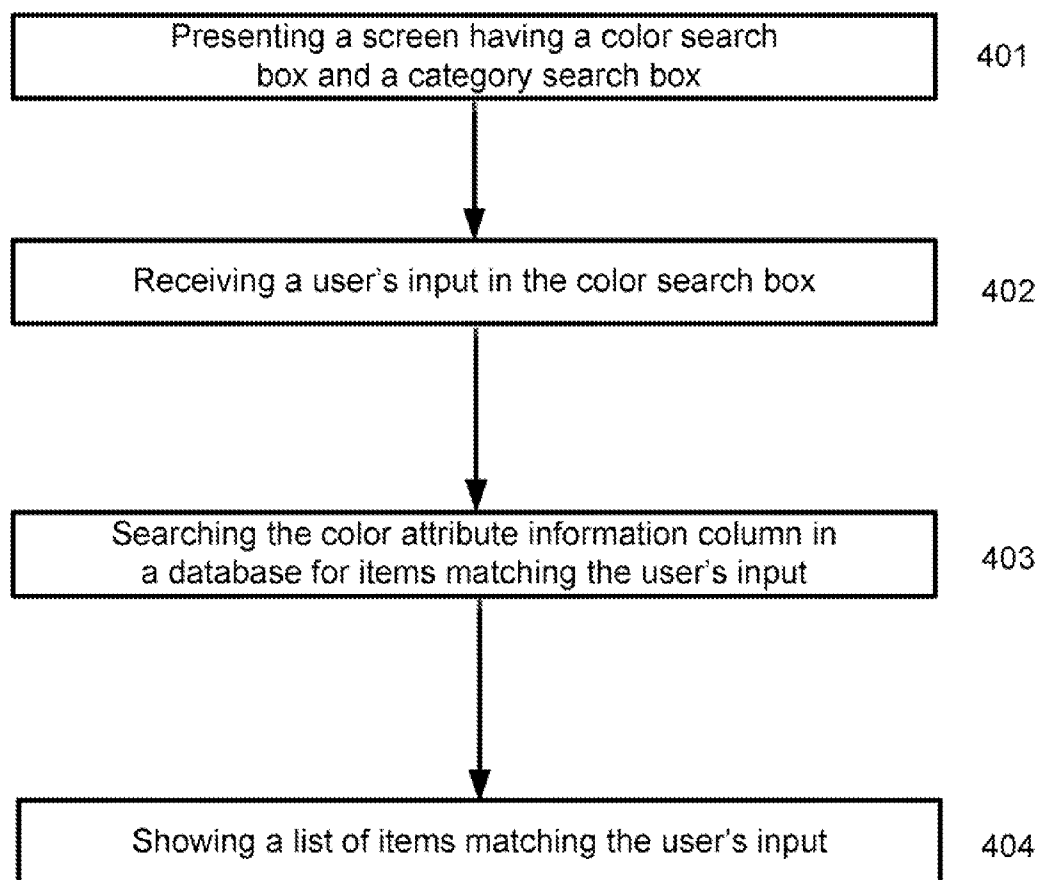 Presenting a screen having a color search
box and a category search box
401
Receiving a user's input in the color search box
402
Searching the color attribute information column in
a database for items matching the user's input
403
Showing a list of items matching the user's input
404